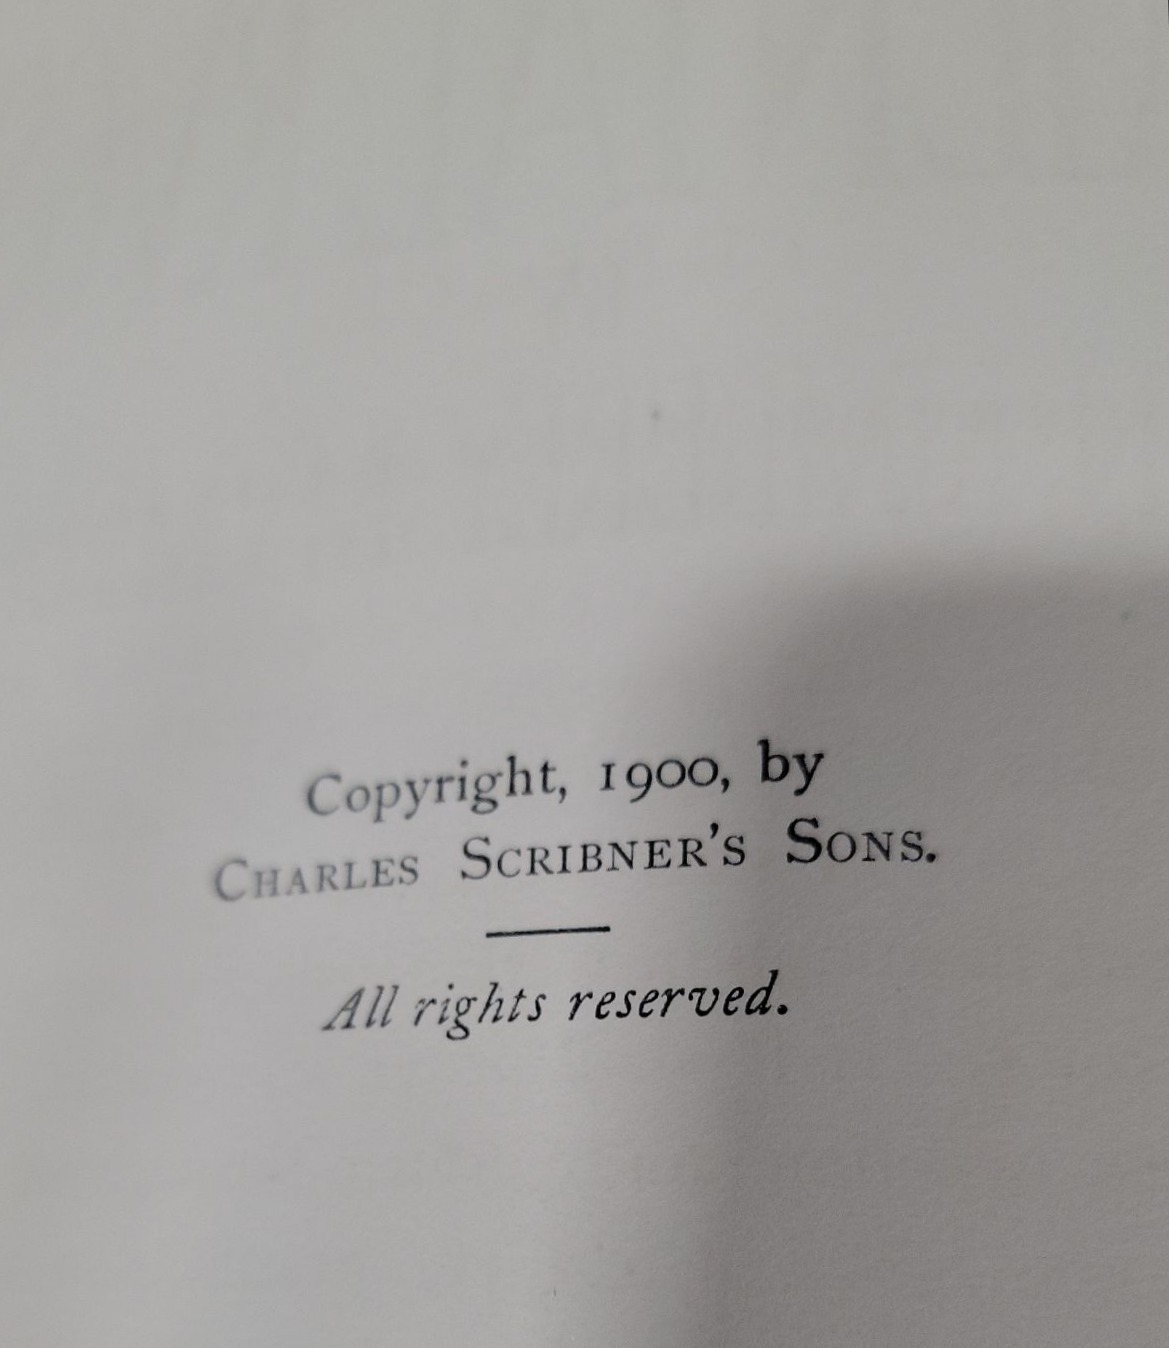 Copyright, 1900, by
CHARLES SCRIBNER'S SONS.
All rights reserved.